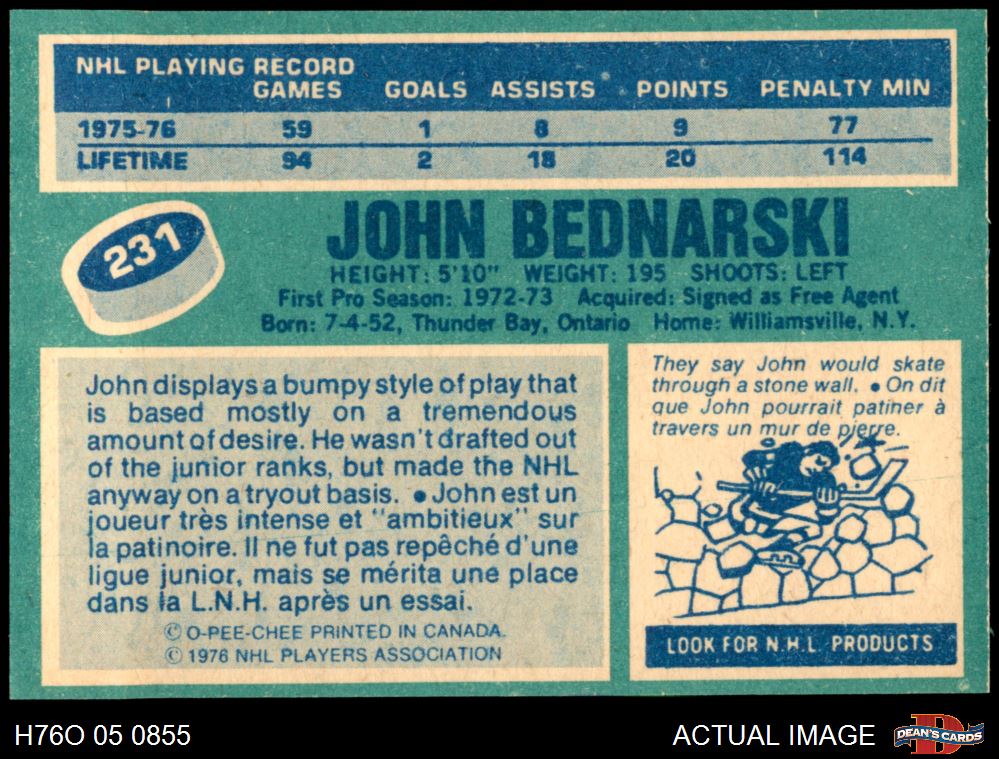 NHL PLAYING RECORD
GAMES GOALS ASSISTS POINTS PENALTY MIN
1975-76 59 1 8 9 77
LIFETIME 94 2 18 20 114
231
JOHN BEDNARSKI
HEIGHT: 5'10" WEIGHT: 195 SHOOTS: LEFT
First Pro Season: 1972-73 Acquired: Signed as Free Agent
Born: 7-4-52, Thunder Bay, Ontario Home: Williamsville, N.Y.
John displays a bumpy style of play that
is based mostly on a tremendous
amount of desire. He wasn't drafted out
of the junior ranks, but made the NHL
anyway on a tryout basis. • John est un
joueur très intense et "ambitieux" sur
la patinoire. Il ne fut pas repêché d'une
ligue junior, mais se mérita une place
dans la L.N.H. après un essai.
© O-PEE-CHEE PRINTED IN CANADA.
© 1976 NHL PLAYERS ASSOCIATION
They say John would skate
through a stone wall. • On dit
que John pourrait patiner à
travers un mur de pierre.
LOOK FOR N.H.L PRODUCTS
H76O 05 0855
ACTUAL IMAGE
DEAN'S CARDS